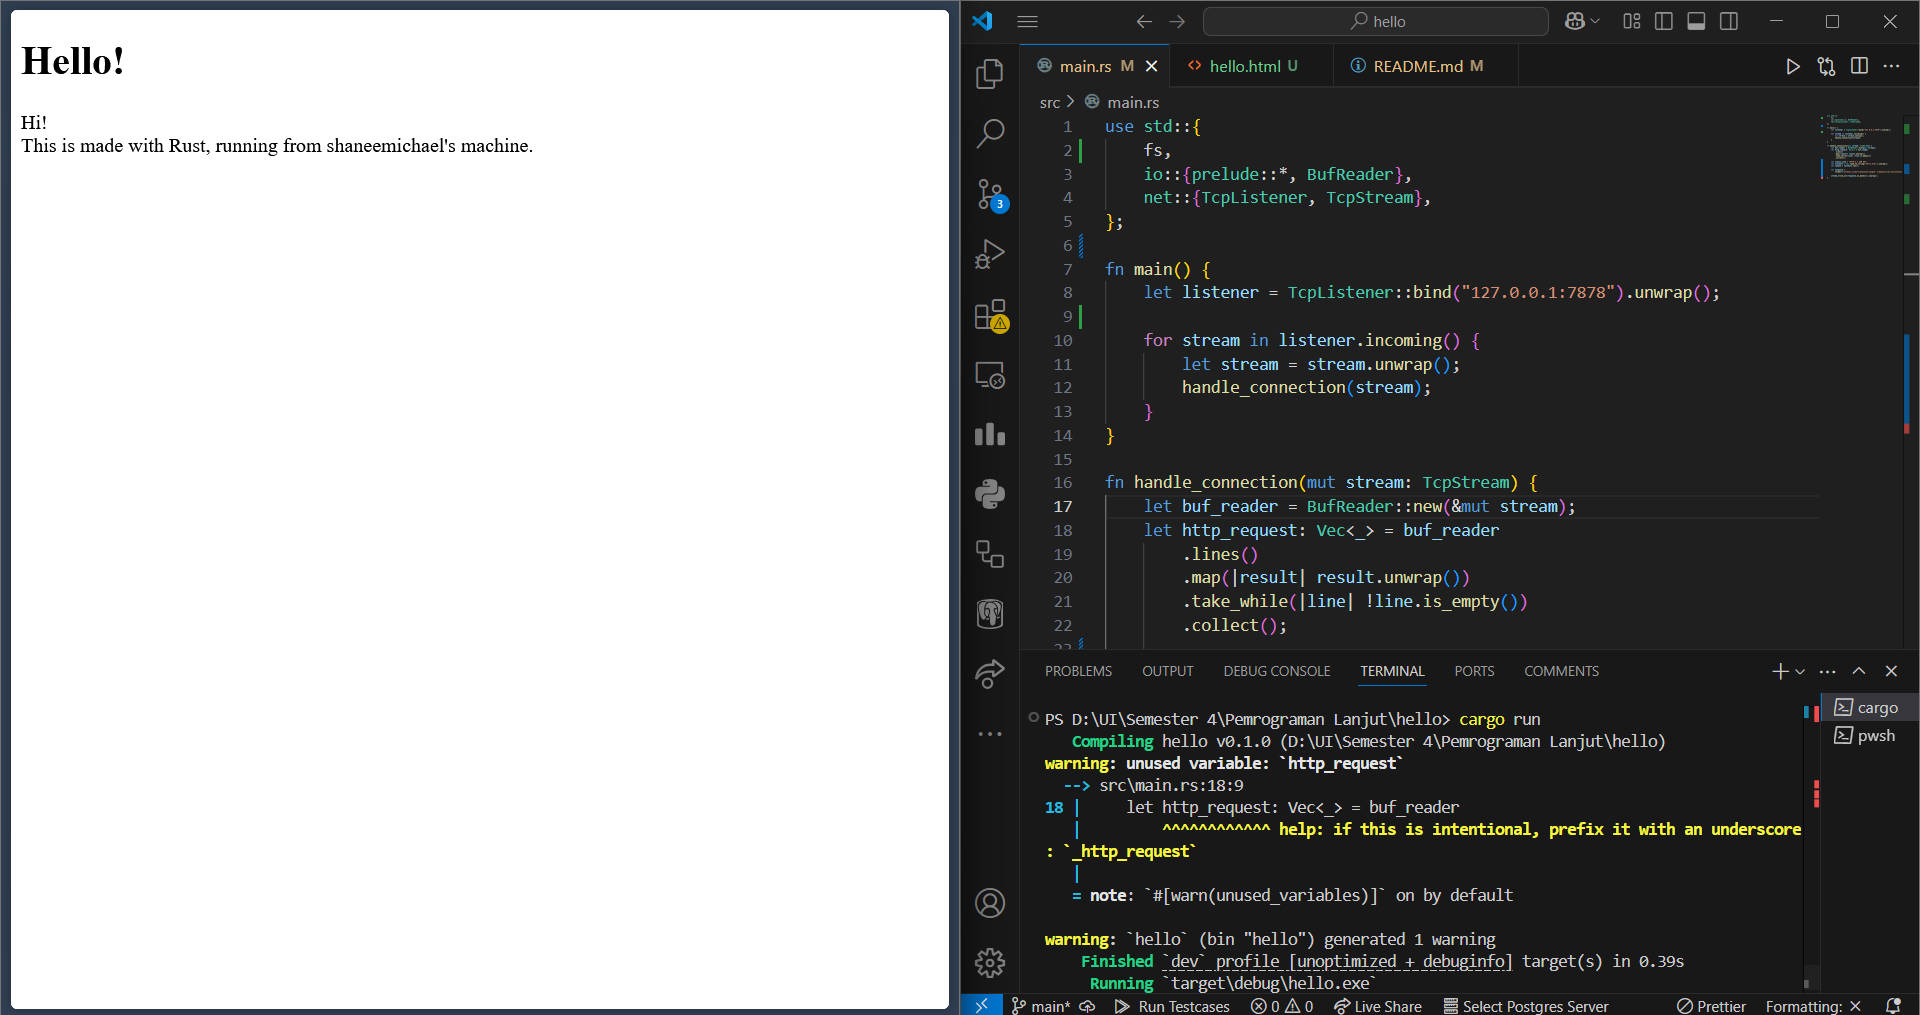 Hello!
Hi!
This is made with Rust, running from shaneemichael's machine.
hello
main.rs M
hello.html U
README.md M
src > main.rs
3
1 use std::{
2 fs,
3 io::{prelude::*, BufReader},
4 net::{TcpListener, TcpStream},
5 };
6
7 fn main() {
8 let listener = TcpListener::bind("127.0.0.1:7878").unwrap();
9
10 for stream in listener.incoming() {
11 let stream = stream.unwrap();
12 handle_connection(stream);
13 }
14 }
15
16 fn handle_connection(mut stream: TcpStream) {
17 let buf_reader = BufReader::new(&mut stream);
18 let http_request: Vec<_> = buf_reader
19 .lines()
20 .map(|result| result.unwrap())
21 .take_while(|line| !line.is_empty())
22 .collect();
PROBLEMS OUTPUT DEBUG CONSOLE TERMINAL PORTS COMMENTS
PS D:\UI\Semester 4\Pemrograman Lanjut\hello> cargo run
Compiling hello v0.1.0 (D:\UI\Semester 4\Pemrograman Lanjut\hello)
warning: unused variable: `http_request`
--> src\main.rs:18:9
18 | let http_request: Vec<_> = buf_reader
| ^^^^^^^^^^^^ help: if this is intentional, prefix it with an underscore
: `_http_request`
|
= note: `#[warn(unused_variables)]` on by default
warning: `hello` (bin "hello") generated 1 warning
Finished `dev` profile [unoptimized + debuginfo] target(s) in 0.39s
Running `target\debug\hello.exe`
cargo
pwsh
main* Run Testcases 0 0 Live Share Select Postgres Server Prettier Formatting: ×